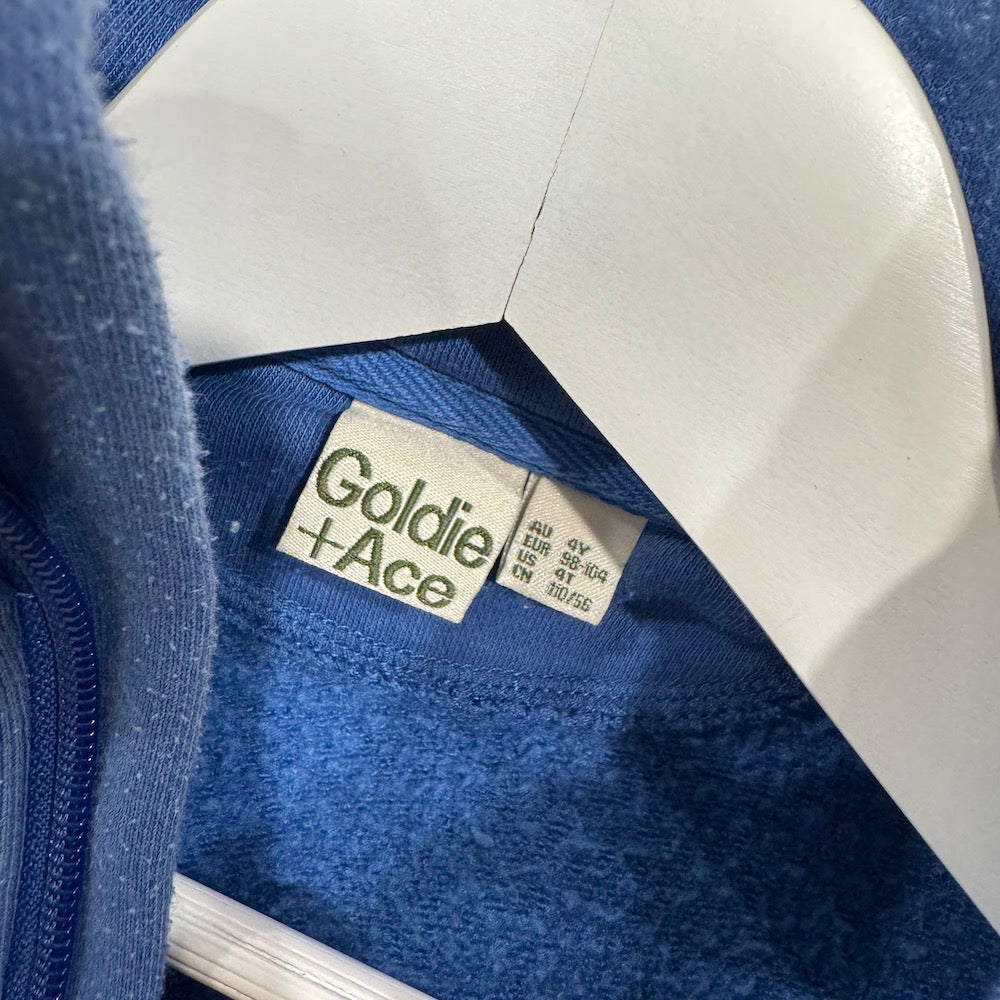 Goldie
+Ace
AU 4Y
EUR 98-104
US 4T
CN 110/56